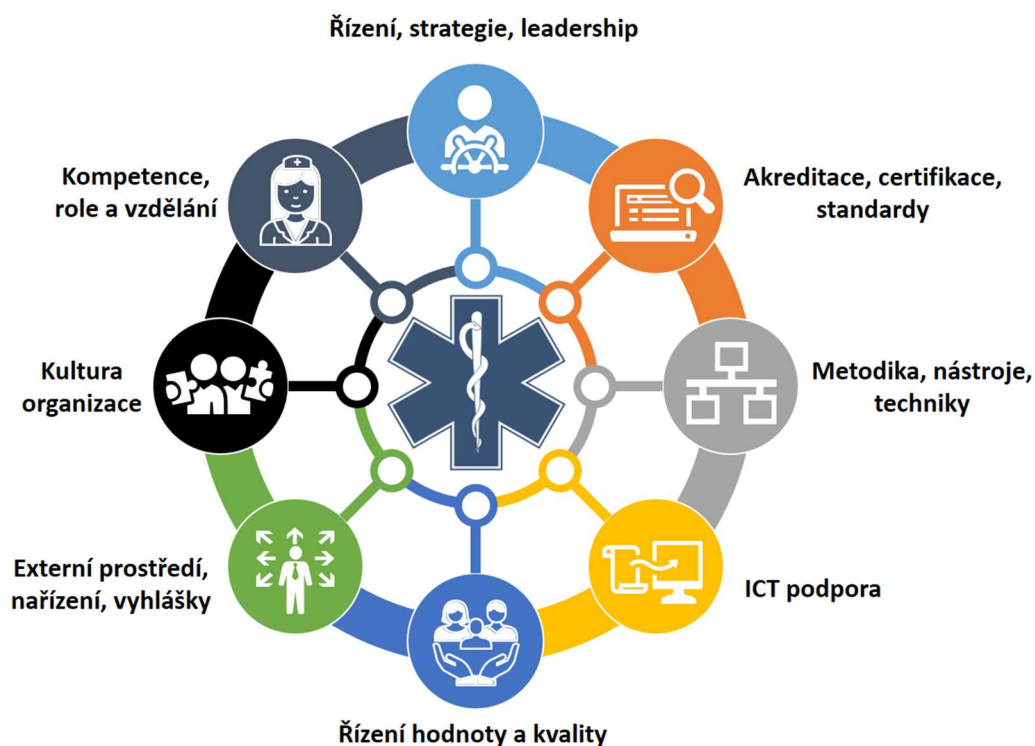 Řízení, strategie, leadership
Kompetence,
role a vzdělání
Akreditace, certifikace,
standardy
Kultura
organizace
Metodika, nástroje,
techniky
Externí prostředí,
nařízení, vyhlášky
ICT podpora
Řízení hodnoty a kvality